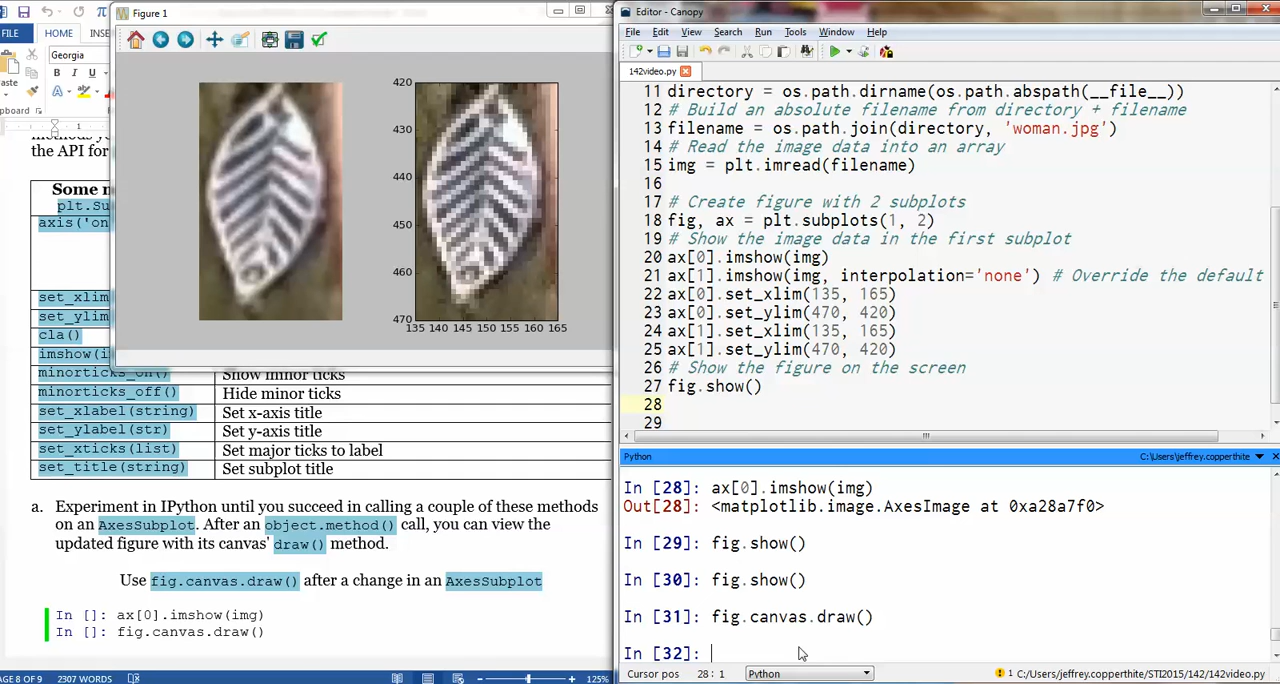 Figure 1
Editor - Canopy
FILE
HOME
INSE
Georgia
B I U
aste
pboard
methods y
the API for
Some n
plt.Su
axis('on
set_xlim
set_ylim
cla()
imshow(i
minorticks_on()
Show minor ticks
minorticks_off()
Hide minor ticks
set_xlabel(string)
Set x-axis title
set_ylabel(str)
Set y-axis title
set_xticks(list)
Set major ticks to label
set_title(string)
Set subplot title
a. Experiment in IPython until you succeed in calling a couple of these methods
on an AxesSubplot. After an object.method() call, you can view the
updated figure with its canvas' draw() method.
Use fig.canvas.draw() after a change in an AxesSubplot
In []: ax[0].imshow(img)
In []: fig.canvas.draw()
PAGE 8 OF 9
2307 WORDS
125%
420
430
440
450
460
470
135 140 145 150 155 160 165
File Edit View Search Run Tools Window Help
142video.py
11 directory = os.path.dirname(os.path.abspath(__file__))
12 # Build an absolute filename from directory + filename
13 filename = os.path.join(directory, 'woman.jpg')
14 # Read the image data into an array
15 img = plt.imread(filename)
16
17 # Create figure with 2 subplots
18 fig, ax = plt.subplots(1, 2)
19 # Show the image data in the first subplot
20 ax[0].imshow(img)
21 ax[1].imshow(img, interpolation='none') # Override the default
22 ax[0].set_xlim(135, 165)
23 ax[0].set_ylim(470, 420)
24 ax[1].set_xlim(135, 165)
25 ax[1].set_ylim(470, 420)
26 # Show the figure on the screen
27 fig.show()
28
29
Python
C:\Users\jeffrey.copperthite
In [28]: ax[0].imshow(img)
Out[28]: <matplotlib.image.AxesImage at 0xa28a7f0>
In [29]: fig.show()
In [30]: fig.show()
In [31]: fig.canvas.draw()
In [32]:
Cursor pos 28 : 1
Python
1 C:/Users/jeffrey.copperthite/STI2015/142/142video.py